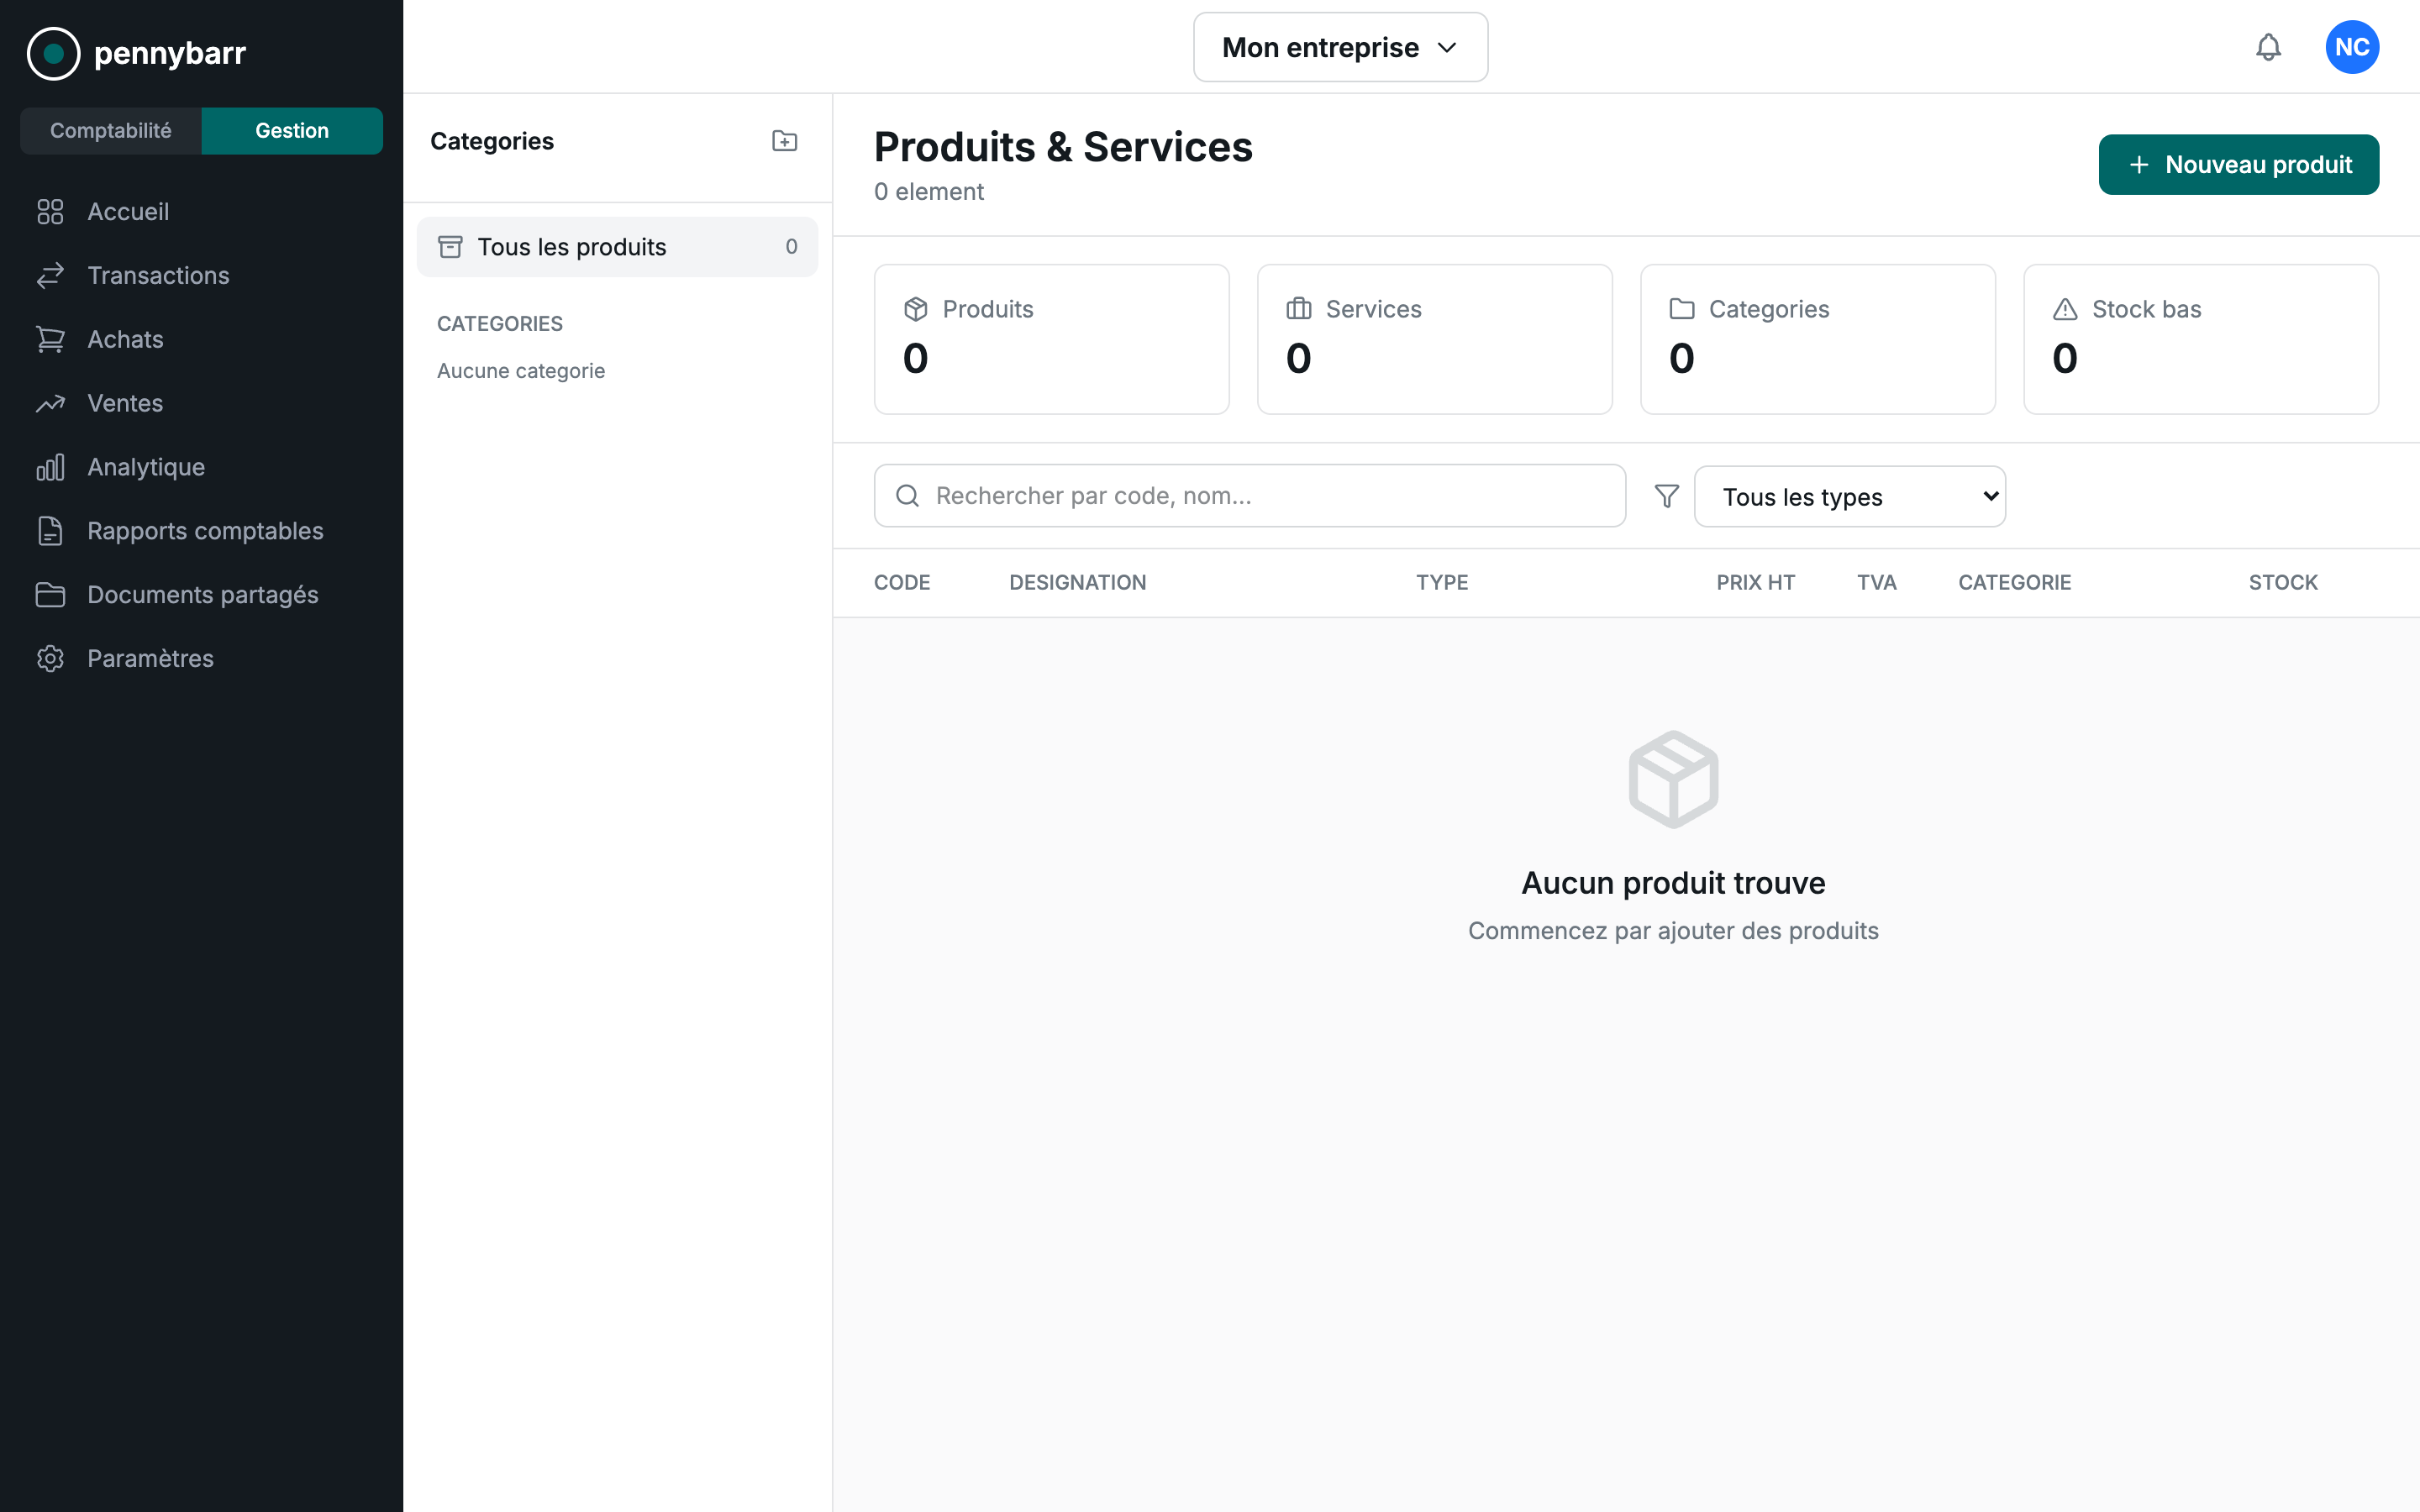 pennybarr
Comptabilité
Gestion
Accueil
Transactions
Achats
Ventes
Analytique
Rapports comptables
Documents partagés
Paramètres
Mon entreprise
NC
Categories
Tous les produits 0
CATEGORIES
Aucune categorie
Produits & Services
0 element
+ Nouveau produit
Produits
0
Services
0
Categories
0
Stock bas
0
Rechercher par code, nom...
Tous les types
CODE DESIGNATION TYPE PRIX HT TVA CATEGORIE STOCK
Aucun produit trouve
Commencez par ajouter des produits